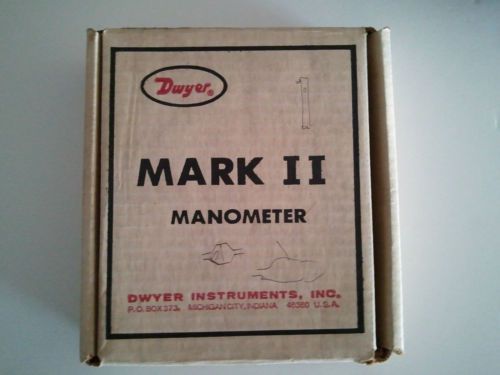 Dwyer®
MARK II
MANOMETER
DWYER INSTRUMENTS, INC.
P.O. BOX 373, MICHIGAN CITY, INDIANA 46360 U.S.A.